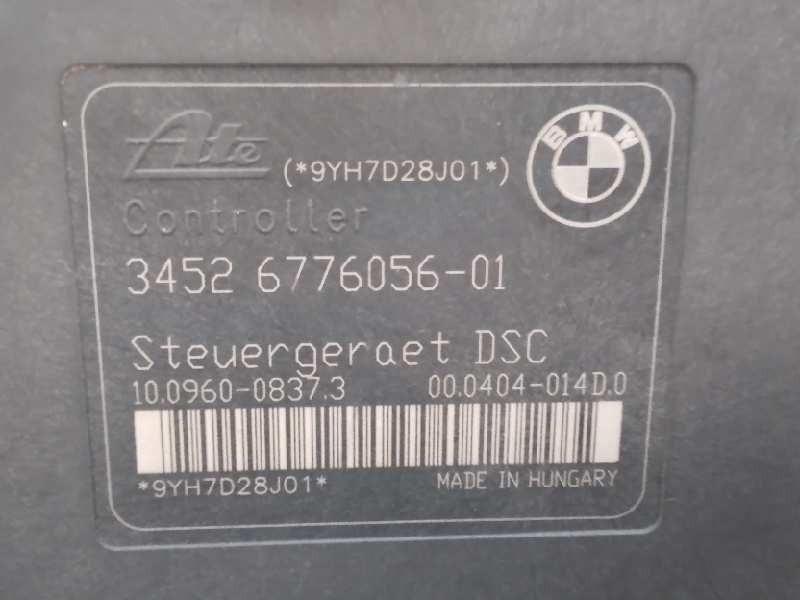 Ate
(*9YH7D28J01*)
BMW
Controller
3452 6776056-01
Steuergeraet DSC
10.0960-0837.3 00.0404-014D.0
*9YH7D28J01* MADE IN HUNGARY